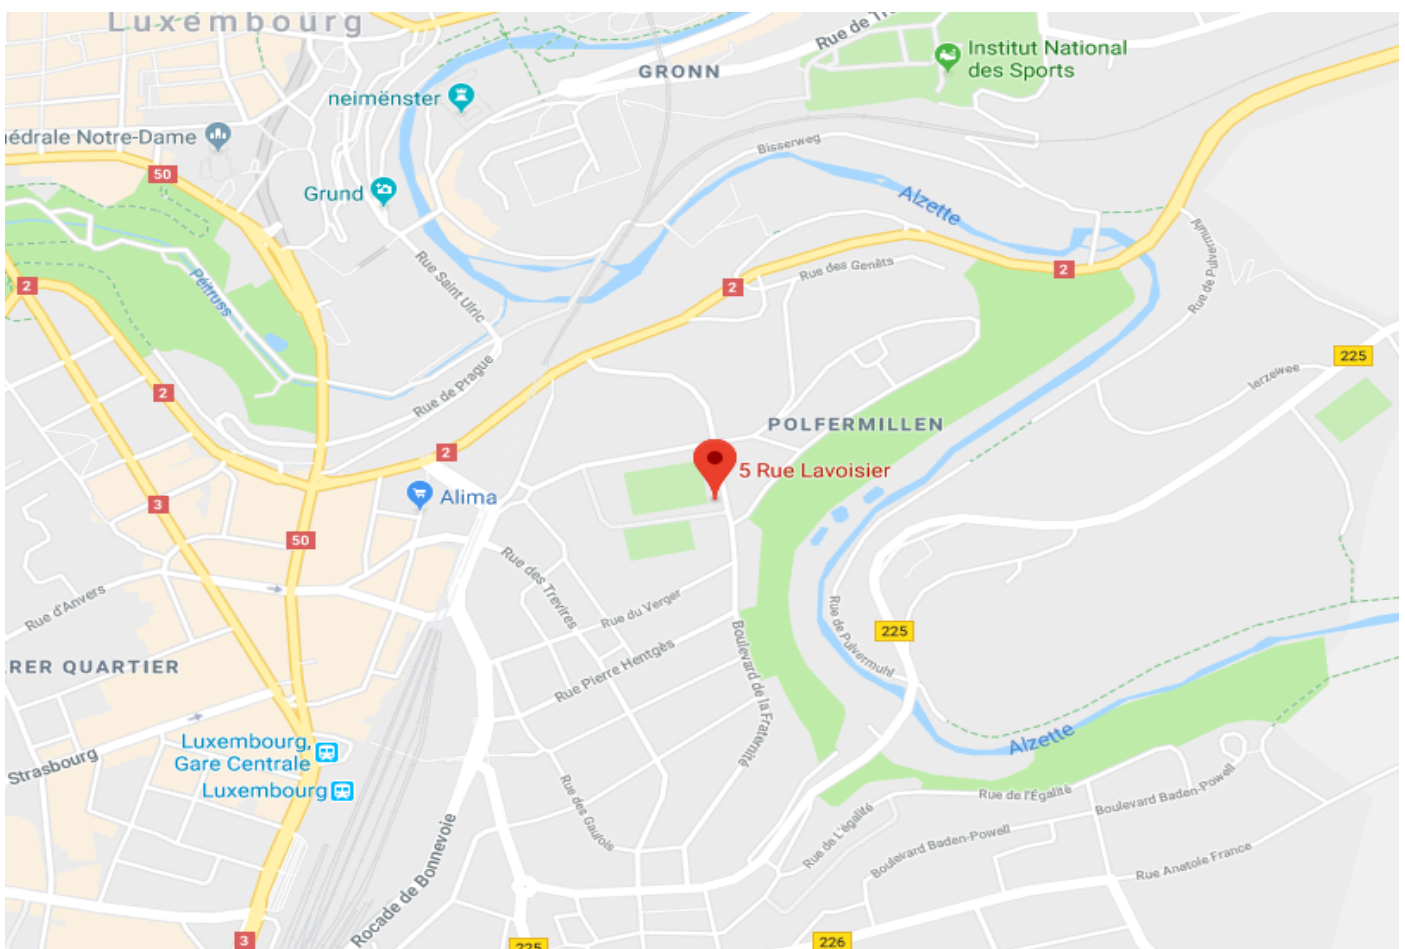 Luxembourg
Rue de Tr
Institut National
des Sports
GRONN
neimënster
hédrale Notre-Dame
Bisserweg
50
Grund
Alzette
Rue de Pulvermuhl
Rue Saint Ulric
Rue des Genêts
2
2
2
Pétruss
225
Rue de Prague
Ierzewee
2
POLFERMILLEN
2
5 Rue Lavoisier
Alima
3
50
Rue des Trevires
Rue d'Anvers
Rue du Verger
Rue de Pulvermuhl
225
Boulevard de la Fraternité
RER QUARTIER
Rue Pierre Hentgès
Luxembourg,
Gare Centrale
Alzette
Strasbourg
Luxembourg
Rue de l'Égalité
Boulevard Baden-Powell
Rue des Gaulois
Rue de L'égalité
Boulevard Baden-Powell
Rocade de Bonnevoie
Rue Anatole France
3
225
226